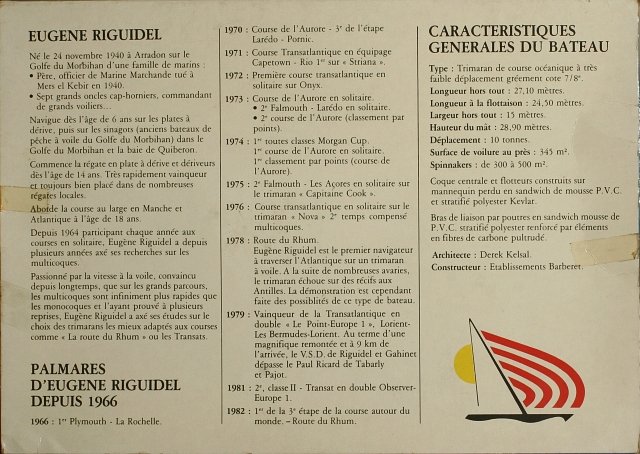 EUGENE RIGUIDEL
Né le 24 novembre 1940 à Arradon sur le
Golfe du Morbihan d'une famille de marins :
• Père, officier de Marine Marchande tué à
Mers el Kebir en 1940.
• Sept grands oncles cap-horniers, commandant
de grands voiliers...
Navigue dès l'âge de 6 ans sur les plates à
dérive, puis sur les sinagots (anciens bateaux de
pêche à voile du Golfe du Morbihan) dans le
Golfe du Morbihan et la baie de Quiberon.
Commence la régate en plate à dérive et dériveurs
dès l'âge de 14 ans. Très rapidement vainqueur
et toujours bien placé dans de nombreuses
régates locales.
Aborde la course au large en Manche et
Atlantique à l'âge de 18 ans.
Depuis 1964 participant chaque année aux
courses en solitaire, Eugène Riguidel a depuis
plusieurs années axé ses recherches sur les
multicoques.
Passionné par la vitesse à la voile, convaincu
depuis longtemps, que sur les grands parcours,
les multicoques sont infiniment plus rapides que
les monocoques et l'ayant prouvé à plusieurs
reprises, Eugène Riguidel a axé ses études sur le
choix des trimarans les mieux adaptés aux courses
comme « La route du Rhum » ou les Transats.
PALMARES
D'EUGENE RIGUIDEL
DEPUIS 1966
1966 : 1er Plymouth - La Rochelle.
1970 : Course de l'Aurore - 3e de l'étape
Larédo - Pornic.
1971 : Course Transatlantique en équipage
Capetown - Rio 1er sur « Striana ».
1972 : Première course transatlantique en
solitaire sur Onyx.
1973 : Course de l'Aurore en solitaire.
• 2e Falmouth - Larédo en solitaire.
• 2e course de l'Aurore (classement par
points).
1974 : 1er toutes classes Morgan Cup.
1er course de l'Aurore en solitaire.
1er classement par points (course de
l'Aurore).
1975 : 2e Falmouth - Les Açores en solitaire sur
le trimaran « Capitaine Cook ».
1976 : Course transatlantique en solitaire sur le
trimaran « Nova » 2e temps compensé
multicoques.
1978 : Route du Rhum.
Eugène Riguidel est le premier navigateur
à traverser l'Atlantique sur un trimaran
à voile. A la suite de nombreuses avaries,
le trimaran échoue sur des récifs aux
Antilles. La démonstration est cependant
faite des possiblités de ce type de bateau.
1979 : Vainqueur de la Transatlantique en
double « Le Point-Europe 1 », Lorient-
Les Bermudes-Lorient. Au terme d'une
magnifique remontée et à 9 km de
l'arrivée, le V.S.D. de Riguidel et Gahinet
dépasse le Paul Ricard de Tabarly
et Pajot.
1981 : 2e, classe II - Transat en double Observer-
Europe 1.
1982 : 1er de la 3e étape de la course autour du
monde. – Route du Rhum.
CARACTERISTIQUES
GENERALES DU BATEAU
Type : Trimaran de course océanique à très
faible déplacement gréement cote 7/8e.
Longueur hors tout : 27,10 mètres.
Longueur à la flottaison : 24,50 mètres.
Largeur hors tout : 15 mètres.
Hauteur du mât : 28,90 mètres.
Déplacement : 10 tonnes.
Surface de voilure au près : 345 m².
Spinnakers : de 300 à 500 m².
Coque centrale et flotteurs construits sur
mannequin perdu en sandwich de mousse P.V.C.
et stratifié polyester Kevlar.
Bras de liaison par poutres en sandwich mousse de
P.V.C. stratifié polyester renforcé par éléments
en fibres de carbone pultrudé.
Architecte : Derek Kelsal.
Constructeur : Etablissements Barberet.